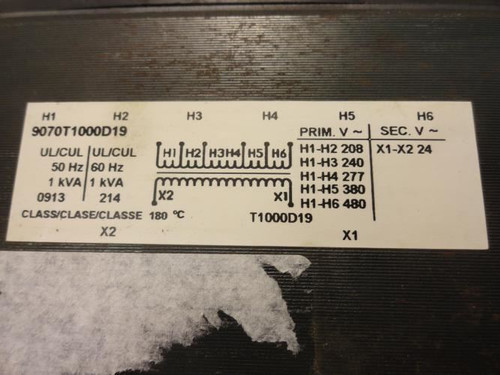 H1 H2 H3 H4 H5 H6
9070T1000D19
PRIM. V ~ SEC. V ~
UL/CUL UL/CUL
50 Hz 60 Hz
1 kVA 1 kVA
0913 214
CLASS/CLASE/CLASSE 180 ºC
H1 H2 H3 H4 H5 H6
X2 X1
T1000D19
H1-H2 208 X1-X2 24
H1-H3 240
H1-H4 277
H1-H5 380
H1-H6 480
X2 X1